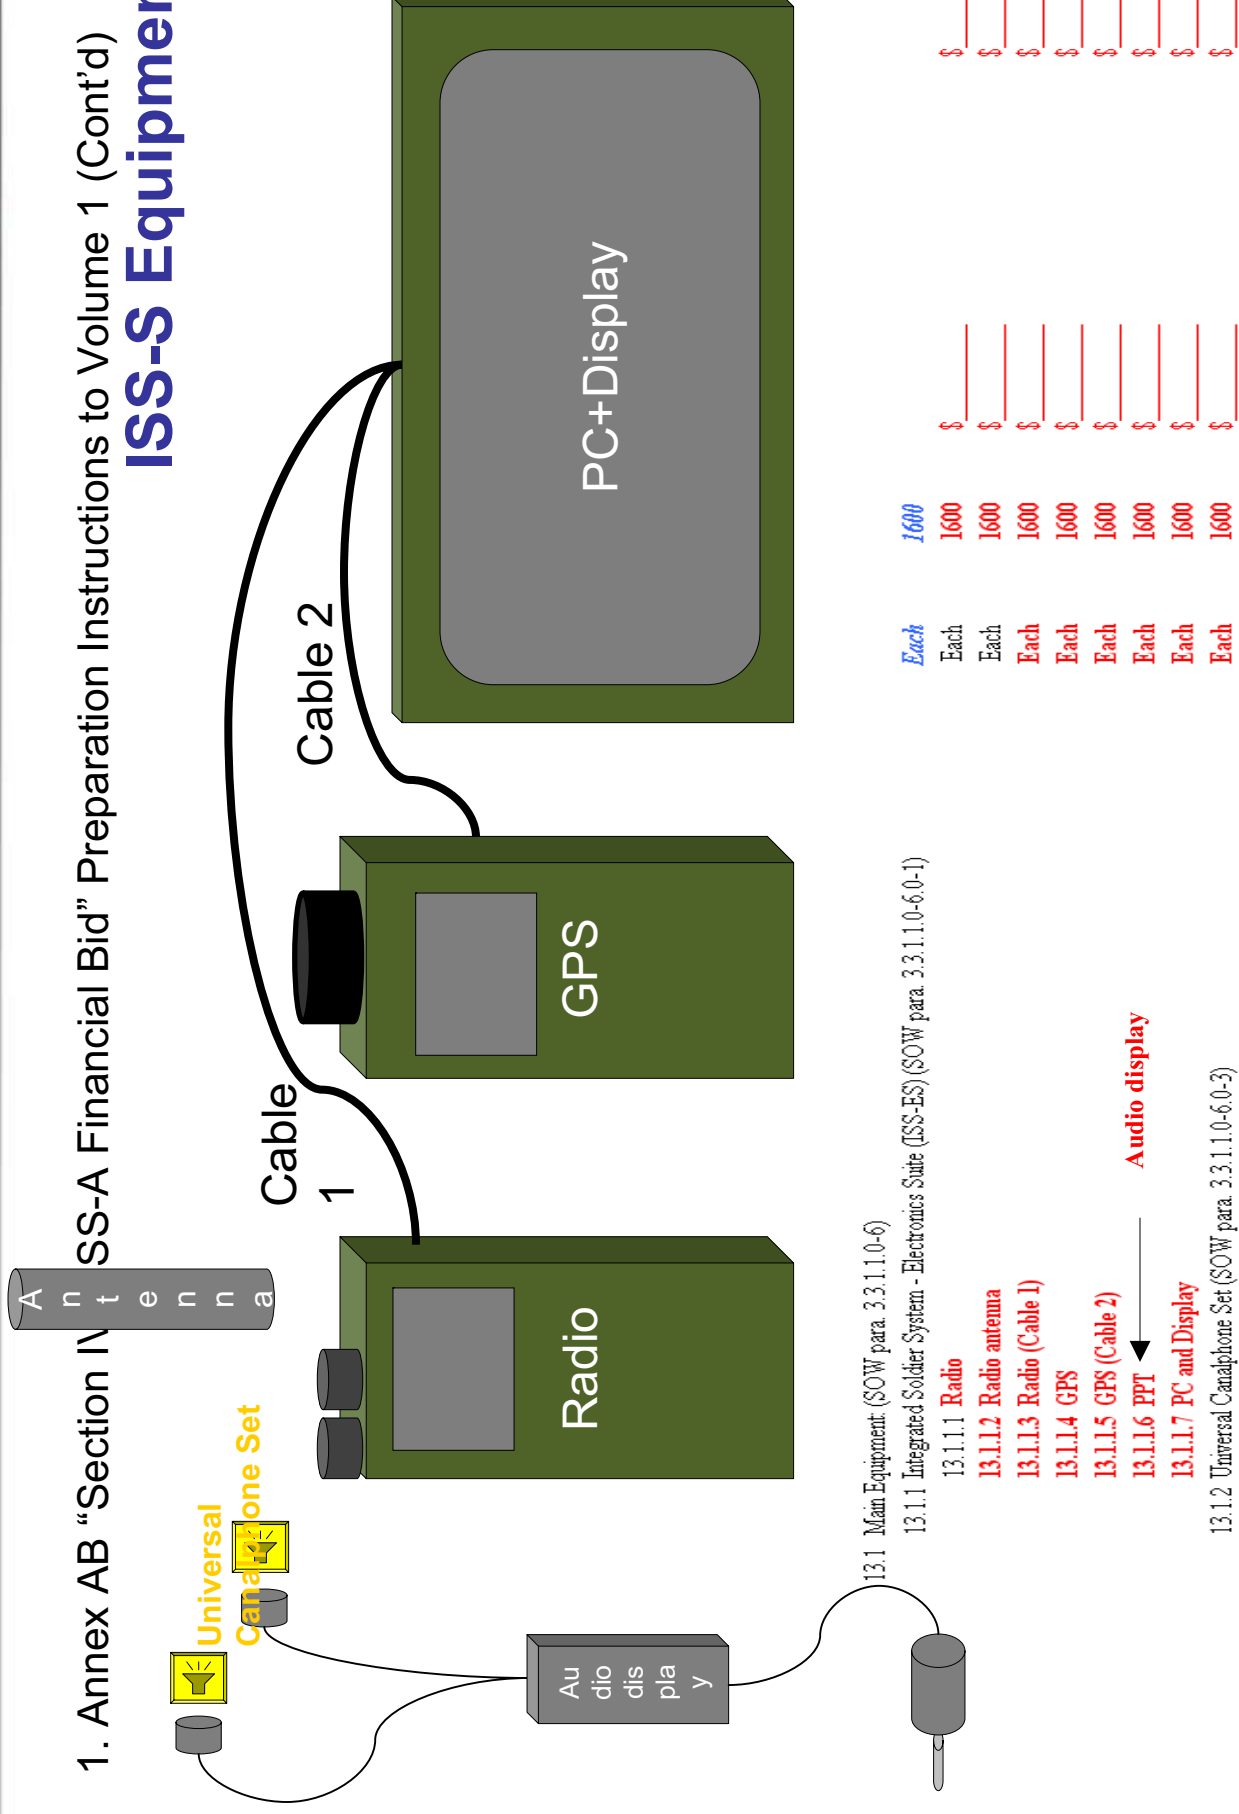 1. Annex AB “Section IV SS-A Financial Bid” Preparation Instructions to Volume 1 (Cont’d)
ISS-S Equipmen
Antenna
Universal
Canalphone Set
Cable
1
Cable 2
Au
dio
dis
pla
y
Radio
GPS
PC+Display
13.1 Main Equipment (SOW para. 3.3.1.1.0-6)
13.1.1 Integrated Soldier System - Electronics Suite (ISS-ES) (SOW para. 3.3.1.1.0-6.0-1) Each 1600
13.1.1.1 Radio Each 1600 $ $
13.1.1.2 Radio antenna Each 1600 $ $
13.1.1.3 Radio (Cable 1) Each 1600 $ $
13.1.1.4 GPS Each 1600 $ $
13.1.1.5 GPS (Cable 2) Each 1600 $ $
13.1.1.6 PPT Audio display Each 1600 $ $
13.1.1.7 PC and Display Each 1600 $ $
13.1.2 Universal Canalphone Set (SOW para. 3.3.1.1.0-6.0-3) Each 1600 $ $